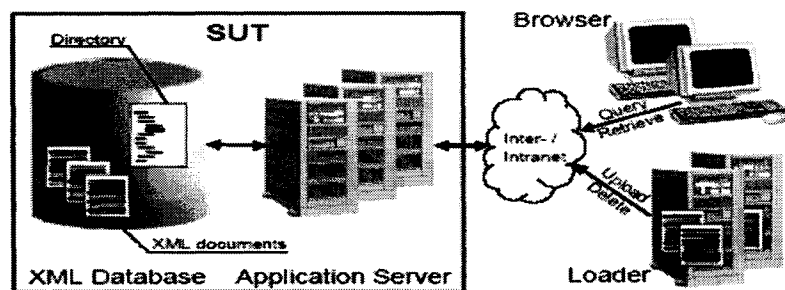 SUT
Directory
XML documents
XML Database
Application Server
Inter- /
Intranet
Browser
Query
Retrieve
Upload
Delete
Loader